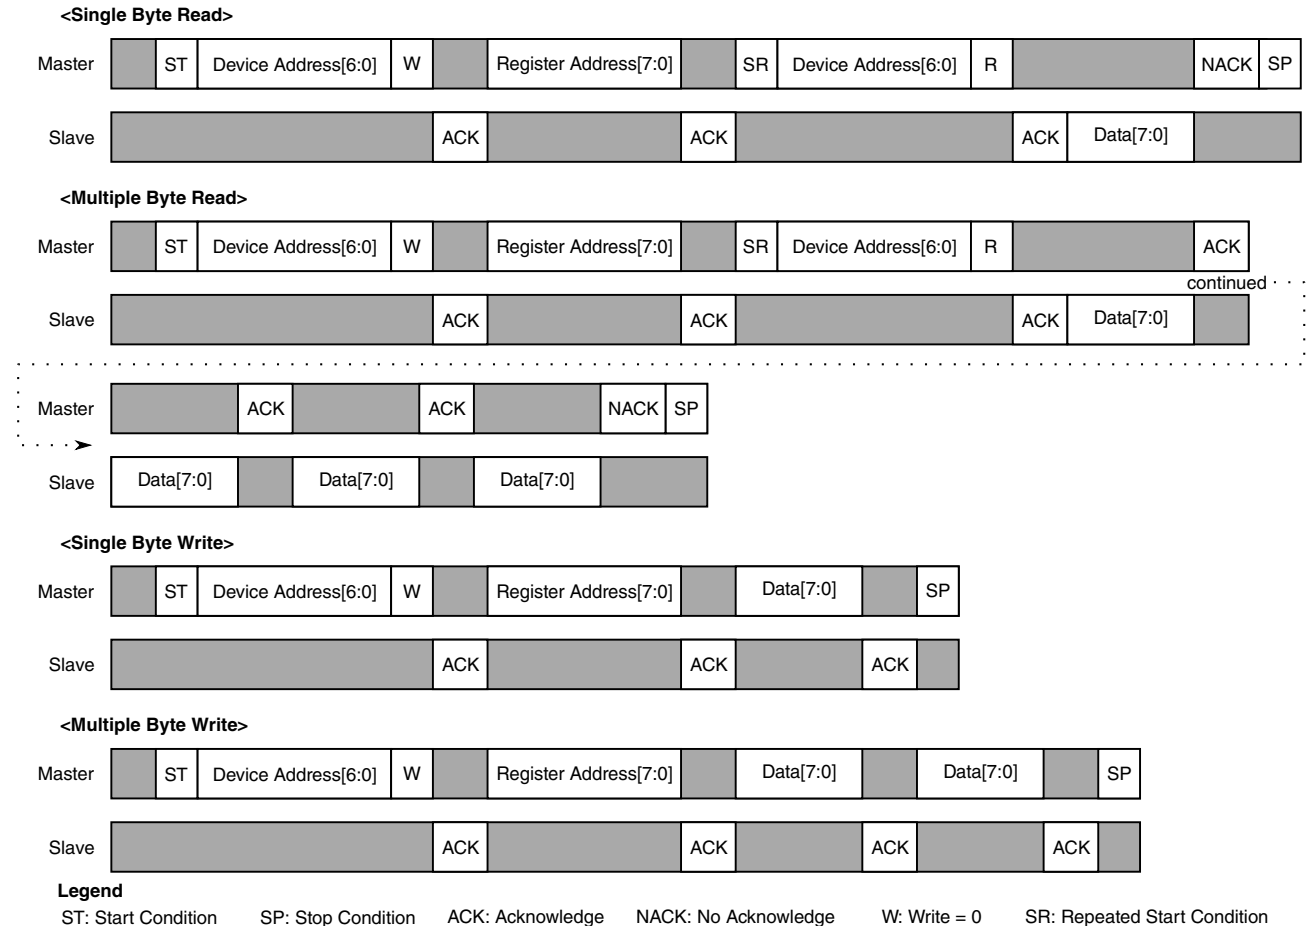 <Single Byte Read>
Master ST Device Address[6:0] W Register Address[7:0] SR Device Address[6:0] R NACK SP
Slave ACK ACK ACK Data[7:0]
<Multiple Byte Read>
Master ST Device Address[6:0] W Register Address[7:0] SR Device Address[6:0] R ACK
continued
Slave ACK ACK ACK Data[7:0]
Master ACK ACK NACK SP
Slave Data[7:0] Data[7:0] Data[7:0]
<Single Byte Write>
Master ST Device Address[6:0] W Register Address[7:0] Data[7:0] SP
Slave ACK ACK ACK
<Multiple Byte Write>
Master ST Device Address[6:0] W Register Address[7:0] Data[7:0] Data[7:0] SP
Slave ACK ACK ACK ACK
Legend
ST: Start Condition SP: Stop Condition ACK: Acknowledge NACK: No Acknowledge W: Write = 0 SR: Repeated Start Condition